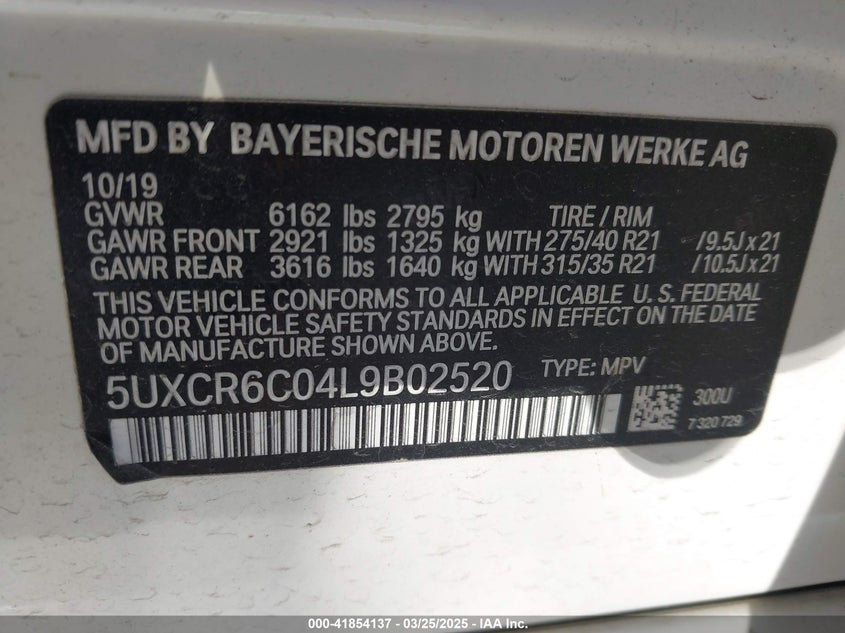 MFD BY BAYERISCHE MOTOREN WERKE AG
10/19
GVWR 6162 lbs 2795 kg TIRE / RIM
GAWR FRONT 2921 lbs 1325 kg WITH 275/40 R21 /9.5J x 21
GAWR REAR 3616 lbs 1640 kg WITH 315/35 R21 /10.5J x 21
THIS VEHICLE CONFORMS TO ALL APPLICABLE U. S. FEDERAL
MOTOR VEHICLE SAFETY STANDARDS IN EFFECT ON THE DATE
OF MANUFACTURE SHOWN ABOVE.
5UXCR6C04L9B02520 TYPE: MPV
300U
7 320 729
000-41854137 - 03/25/2025 - IAA Inc.